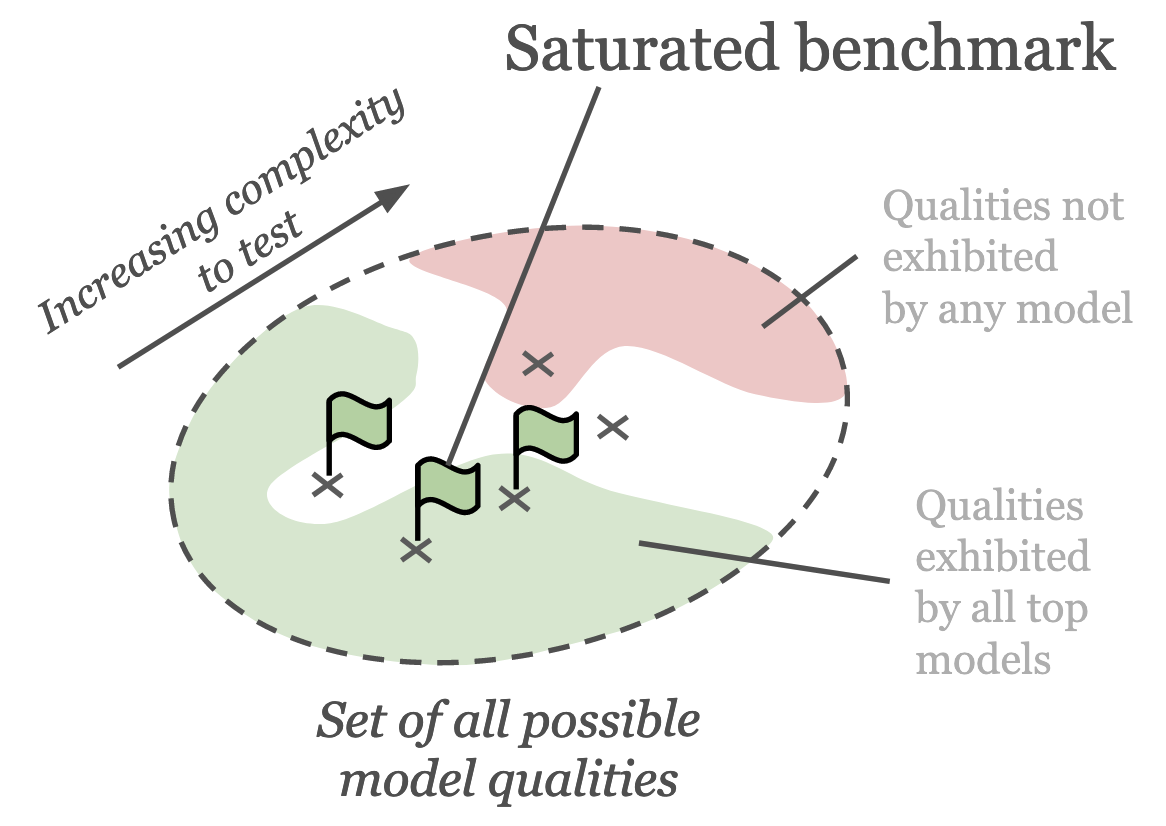 Saturated benchmark
Increasing complexity
to test
Qualities not
exhibited
by any model
Qualities
exhibited
by all top
models
Set of all possible
model qualities